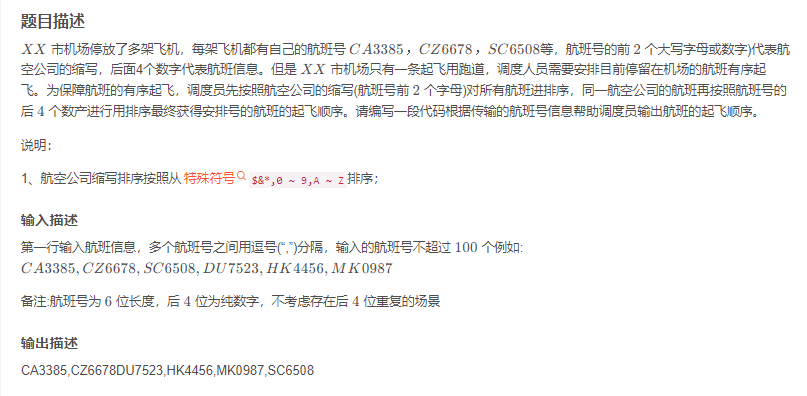 题目描述
XX 市机场停放了多架飞机，每架飞机都有自己的航班号 CA3385，CZ6678，SC6508等，航班号的前 2 个大写字母或数字)代表航
空公司的缩写，后面4个数字代表航班信息。但是 XX 市机场只有一条起飞用跑道，调度人员需要安排目前停留在机场的航班有序起
飞。为保障航班的有序起飞，调度员先按照航空公司的缩写(航班号前 2 个字母)对所有航班进排序，同一航空公司的航班再按照航班号的
后 4 个数产进行用排序最终获得安排号的航班的起飞顺序。请编写一段代码根据传输的航班号信息帮助调度员输出航班的起飞顺序。
说明：
1、航空公司缩写排序按照从 特殊符号 $&*,0 ~ 9,A ~ Z排序；
输入描述
第一行输入航班信息，多个航班号之间用逗号(“,”)分隔，输入的航班号不超过 100 个例如:
CA3385,CZ6678,SC6508,DU7523,HK4456,MK0987
备注:航班号为 6 位长度，后 4 位为纯数字，不考虑存在后 4 位重复的场景
输出描述
CA3385,CZ6678DU7523,HK4456,MK0987,SC6508